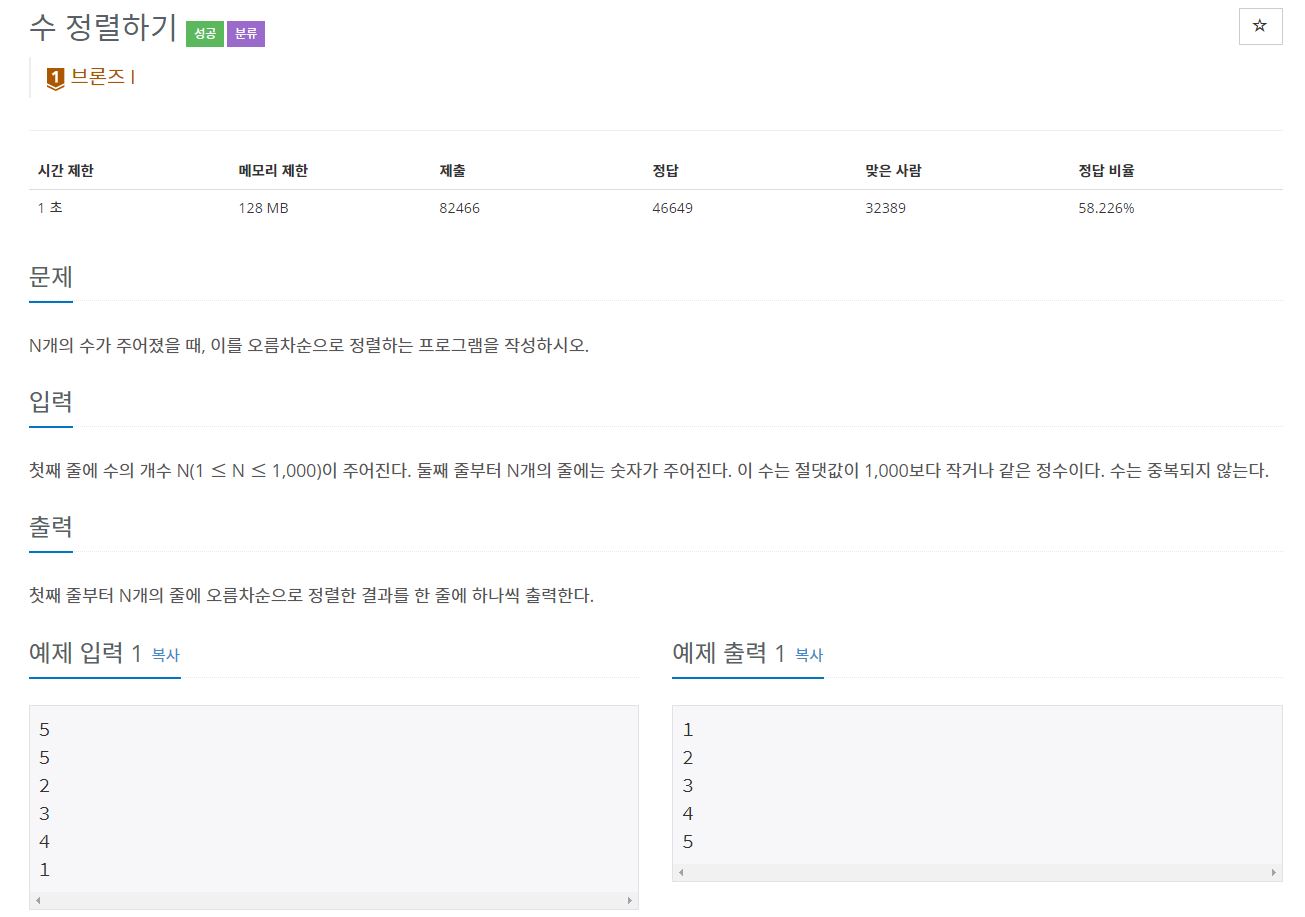 수 정렬하기 성공 분류
☆
1 브론즈 I
시간 제한 메모리 제한 제출 정답 맞은 사람 정답 비율
1 초 128 MB 82466 46649 32389 58.226%
문제
N개의 수가 주어졌을 때, 이를 오름차순으로 정렬하는 프로그램을 작성하시오.
입력
첫째 줄에 수의 개수 N(1 ≤ N ≤ 1,000)이 주어진다. 둘째 줄부터 N개의 줄에는 숫자가 주어진다. 이 수는 절댓값이 1,000보다 작거나 같은 정수이다. 수는 중복되지 않는다.
출력
첫째 줄부터 N개의 줄에 오름차순으로 정렬한 결과를 한 줄에 하나씩 출력한다.
예제 입력 1 복사
5
5
2
3
4
1
예제 출력 1 복사
1
2
3
4
5